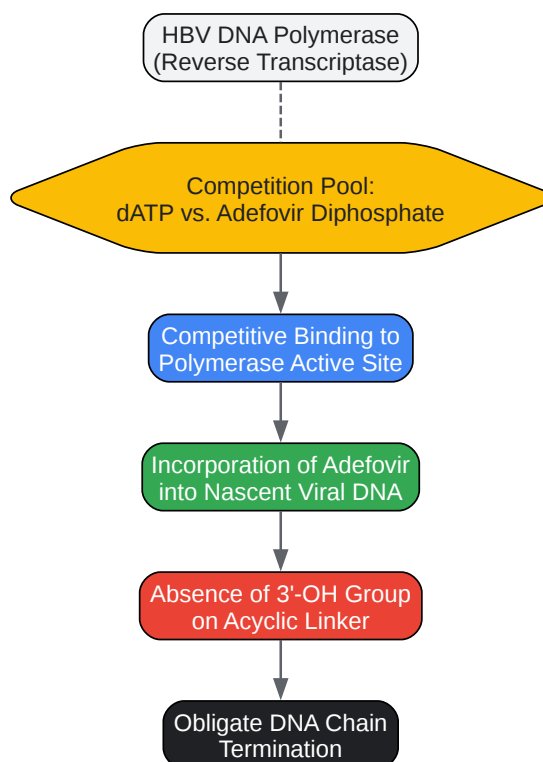 HBV DNA Polymerase
(Reverse Transcriptase)
Competition Pool:
dATP vs. Adefovir Diphosphate
Competitive Binding to
Polymerase Active Site
Incorporation of Adefovir
into Nascent Viral DNA
Absence of 3'-OH Group
on Acyclic Linker
Obligate DNA Chain
Termination